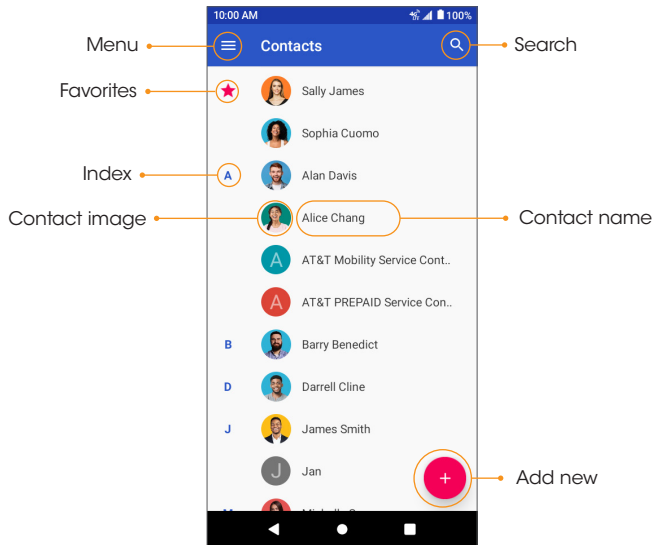 10:00 AM 100%
Menu Contacts Search
Favorites Sally James
Sophia Cuomo
Index A Alan Davis
Contact image Alice Chang Contact name
A AT&T Mobility Service Cont..
A AT&T PREPAID Service Con..
B Barry Benedict
D Darrell Cline
J James Smith
J Jan
+ Add new